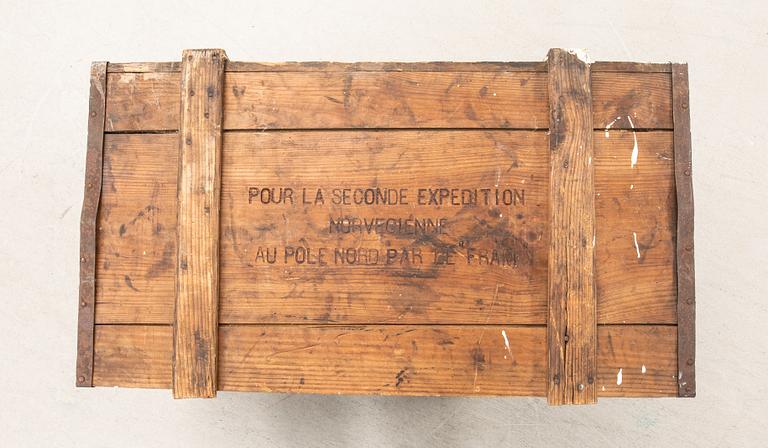 POUR LA SECONDE EXPEDITION
NORVEGIENNE
AU POLE NORD PAR LE "FRAM